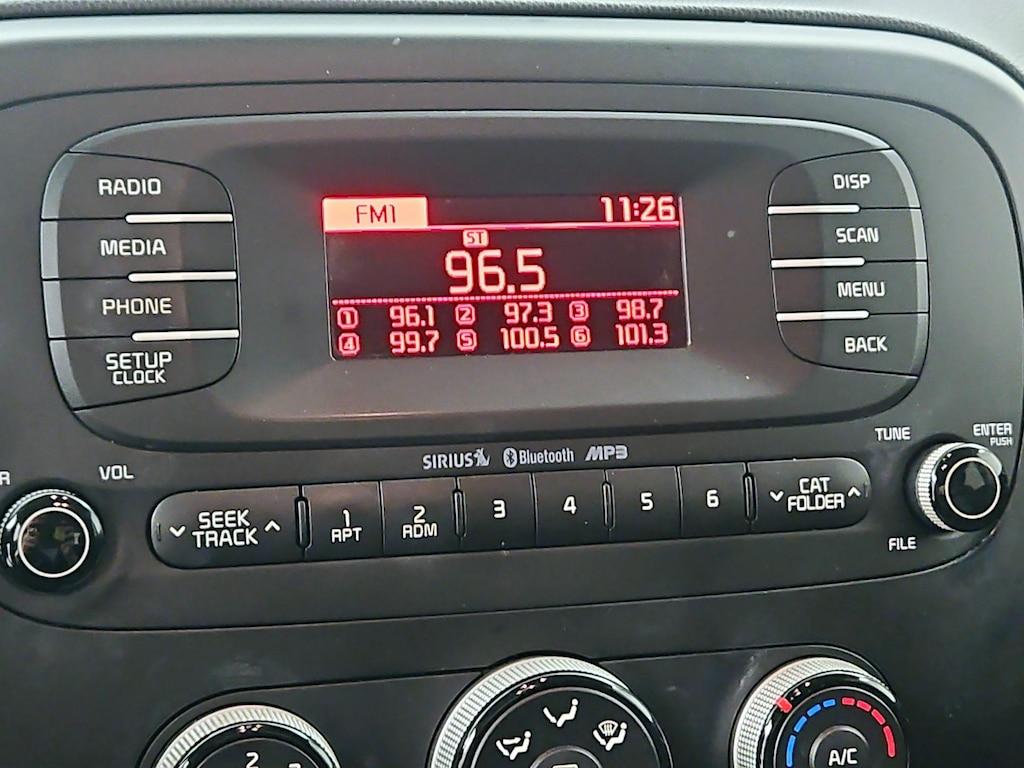 RADIO
MEDIA
PHONE
SETUP
CLOCK
FM1 11:26
ST
96.5
1 96.1 2 97.3 3 98.7
4 99.7 5 100.5 6 101.3
DISP
SCAN
MENU
BACK
SIRIUS Bluetooth MP3
R VOL
TUNE
ENTER
PUSH
SEEK
TRACK
1
RPT
2
RDM
3
4
5
6
CAT
FOLDER
FILE
2
3
A/C